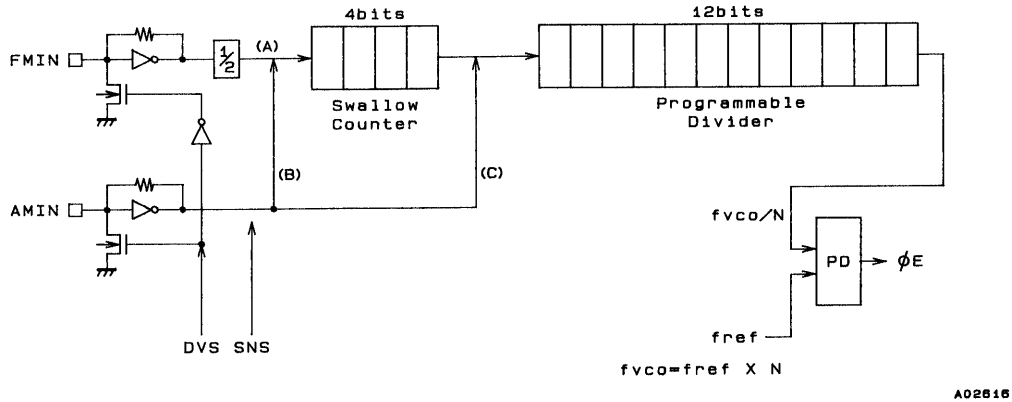 4bits
12bits
FMIN
1/2
(A)
Swallow
Counter
Programmable
Divider
(B)
(C)
AMIN
fvco/N
PD
φE
DVS SNS
fref
fvco=fref X N
A02616